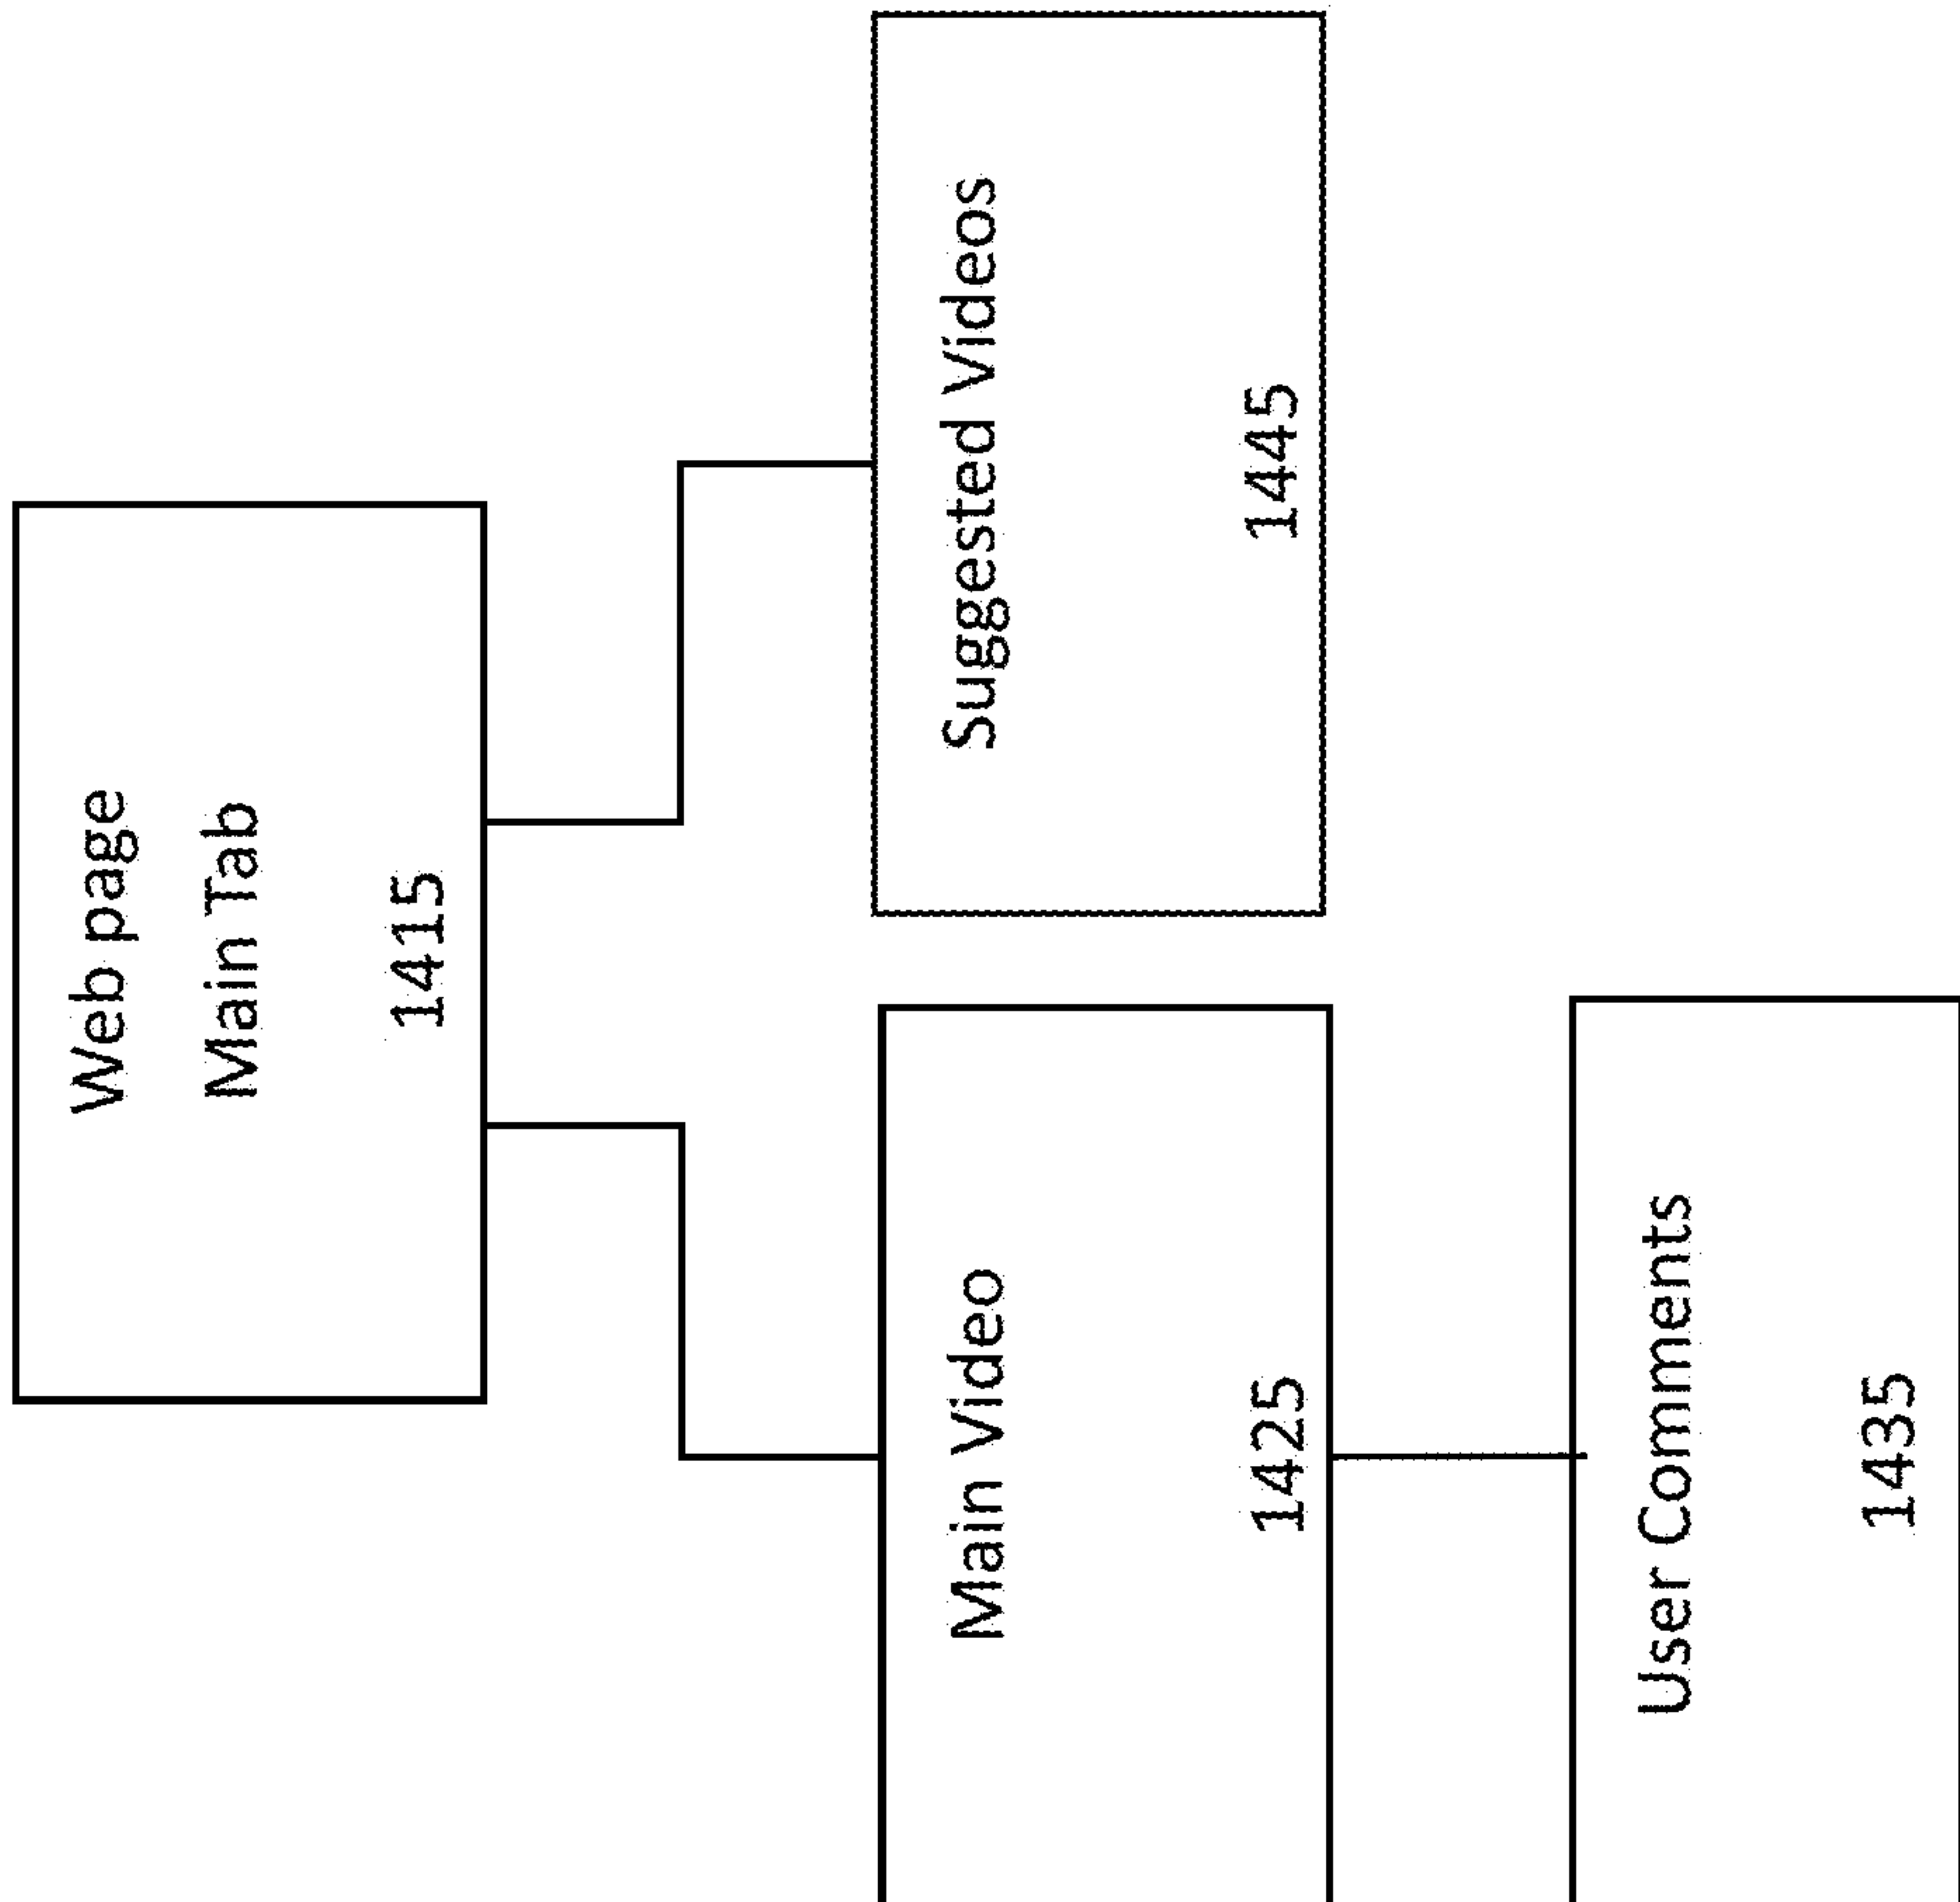 Web page
Main Tab
1415
Main Video
1425
Suggested Videos
1445
User Comments
1435